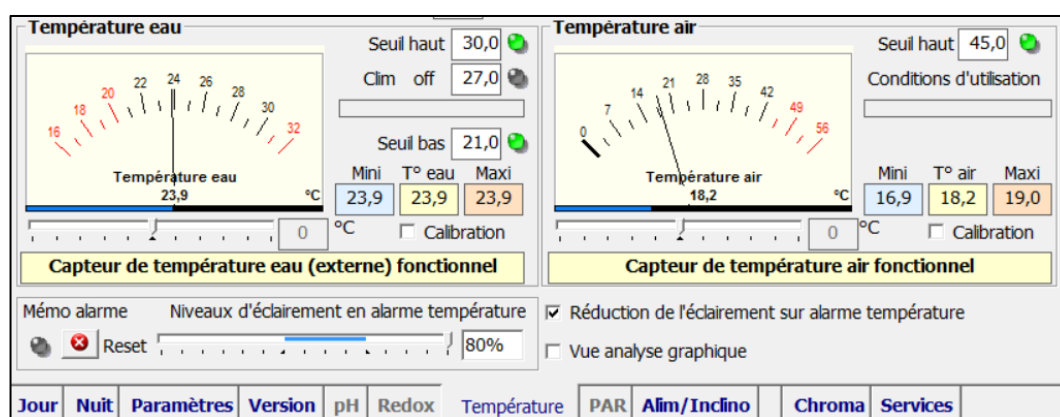 Température eau
Seuil haut 30,0
Clim off 27,0
16 18 20 22 24 26 28 30 32
Seuil bas 21,0
Température eau
23,9 °C
Mini T° eau Maxi
23,9 23,9 23,9
0 °C
Calibration
Capteur de température eau (externe) fonctionnel
Température air
Seuil haut 45,0
Conditions d'utilisation
0 7 14 21 28 35 42 49 56
Température air
18,2 °C
Mini T° air Maxi
16,9 18,2 19,0
0 °C
Calibration
Capteur de température air fonctionnel
Mémo alarme Niveaux d'éclairement en alarme température
Reset 80%
Réduction de l'éclairement sur alarme température
Vue analyse graphique
Jour Nuit Paramètres Version pH Redox Température PAR Alim/Inclino Chroma Services